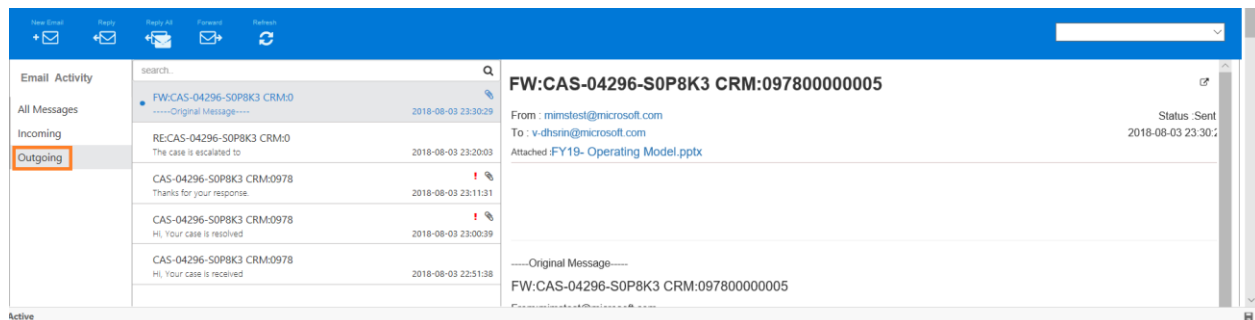 New Email Reply Reply All Forward Refresh
Email Activity
All Messages
Incoming
Outgoing
search..
FW:CAS-04296-S0P8K3 CRM:0
-----Original Message---- 2018-08-03 23:30:29
RE:CAS-04296-S0P8K3 CRM:0
The case is escalated to 2018-08-03 23:20:03
CAS-04296-S0P8K3 CRM:0978 !
Thanks for your response. 2018-08-03 23:11:31
CAS-04296-S0P8K3 CRM:0978 !
Hi, Your case is resolved 2018-08-03 23:00:39
CAS-04296-S0P8K3 CRM:0978
Hi, Your case is received 2018-08-03 22:51:38
FW:CAS-04296-S0P8K3 CRM:097800000005
From : mimstest@microsoft.com Status :Sent
To : v-dhsrin@microsoft.com 2018-08-03 23:30:2
Attached :FY19- Operating Model.pptx
-----Original Message-----
FW:CAS-04296-S0P8K3 CRM:097800000005
Active